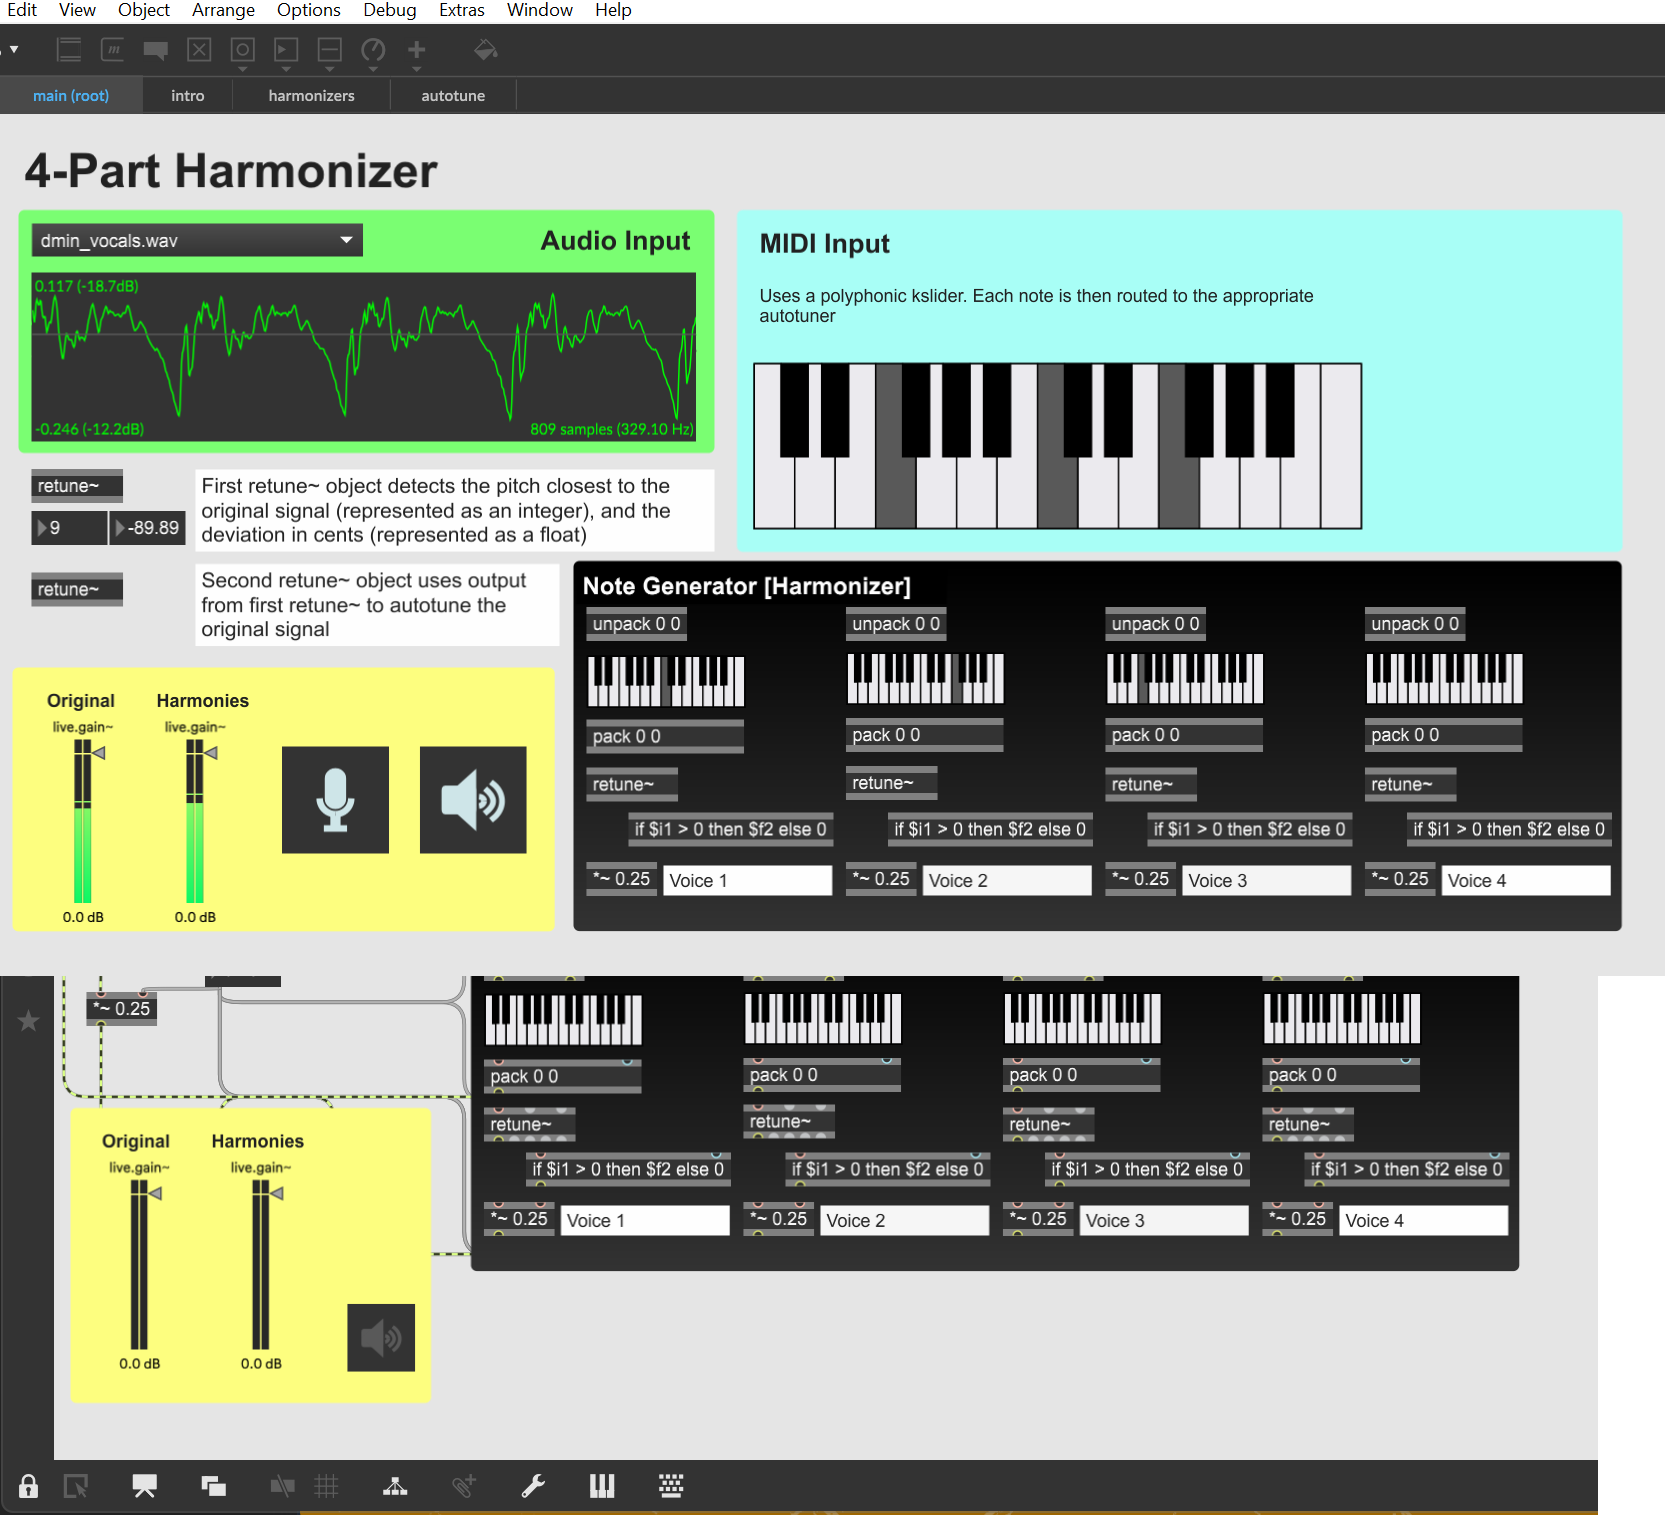 Edit View Object Arrange Options Debug Extras Window Help
main (root) intro harmonizers autotune
4-Part Harmonizer
dmin_vocals.wav
Audio Input
0.117 (-18.7dB)
-0.246 (-12.2dB)
809 samples (329.10 Hz)
MIDI Input
Uses a polyphonic kslider. Each note is then routed to the appropriate
autotuner
retune~
9
-89.89
First retune~ object detects the pitch closest to the
original signal (represented as an integer), and the
deviation in cents (represented as a float)
retune~
Second retune~ object uses output
from first retune~ to autotune the
original signal
Original Harmonies
live.gain~ live.gain~
0.0 dB 0.0 dB
Note Generator [Harmonizer]
unpack 0 0 unpack 0 0 unpack 0 0 unpack 0 0
pack 0 0 pack 0 0 pack 0 0 pack 0 0
retune~ retune~ retune~ retune~
if $i1 > 0 then $f2 else 0 if $i1 > 0 then $f2 else 0 if $i1 > 0 then $f2 else 0 if $i1 > 0 then $f2 else 0
*~ 0.25 Voice 1 *~ 0.25 Voice 2 *~ 0.25 Voice 3 *~ 0.25 Voice 4
*~ 0.25
pack 0 0 pack 0 0 pack 0 0 pack 0 0
retune~ retune~ retune~ retune~
if $i1 > 0 then $f2 else 0 if $i1 > 0 then $f2 else 0 if $i1 > 0 then $f2 else 0 if $i1 > 0 then $f2 else 0
*~ 0.25 Voice 1 *~ 0.25 Voice 2 *~ 0.25 Voice 3 *~ 0.25 Voice 4
Original Harmonies
live.gain~ live.gain~
0.0 dB 0.0 dB